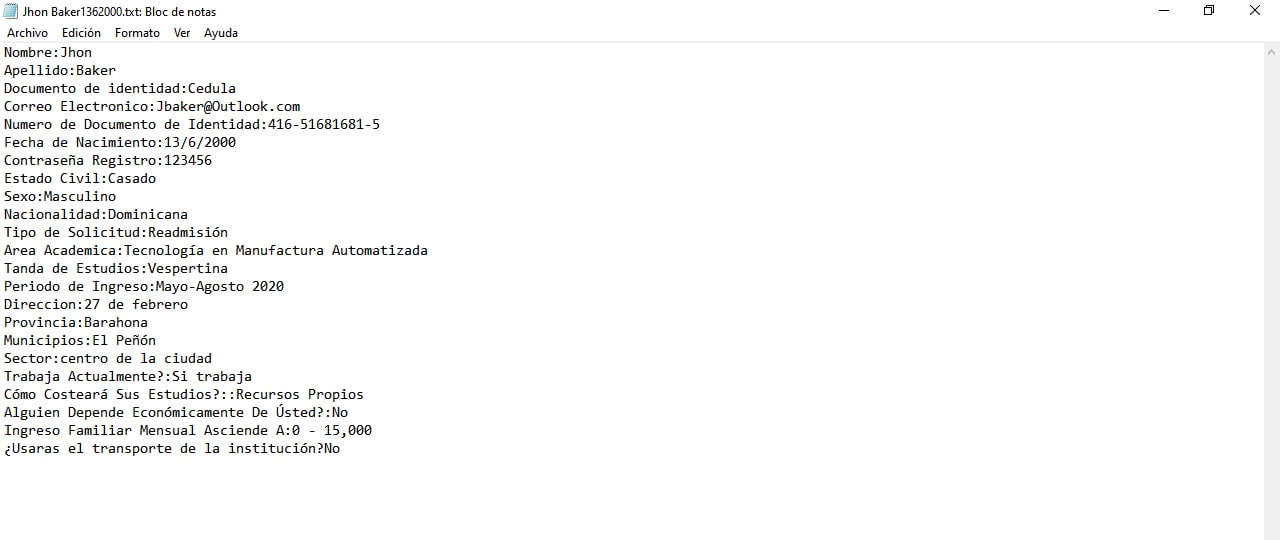 Jhon Baker1362000.txt: Bloc de notas
Archivo Edición Formato Ver Ayuda
Nombre:Jhon
Apellido:Baker
Documento de identidad:Cedula
Correo Electronico:Jbaker@Outlook.com
Numero de Documento de Identidad:416-51681681-5
Fecha de Nacimiento:13/6/2000
Contraseña Registro:123456
Estado Civil:Casado
Sexo:Masculino
Nacionalidad:Dominicana
Tipo de Solicitud:Readmisión
Area Academica:Tecnología en Manufactura Automatizada
Tanda de Estudios:Vespertina
Periodo de Ingreso:Mayo-Agosto 2020
Direccion:27 de febrero
Provincia:Barahona
Municipios:El Peñón
Sector:centro de la ciudad
Trabaja Actualmente?:Si trabaja
Cómo Costeará Sus Estudios?::Recursos Propios
Alguien Depende Económicamente De Ústed?:No
Ingreso Familiar Mensual Asciende A:0 - 15,000
¿Usaras el transporte de la institución?No